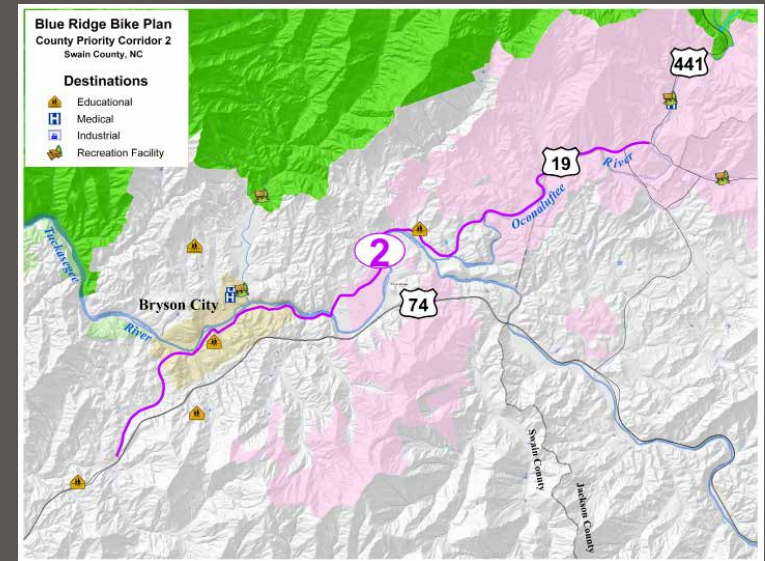 Blue Ridge Bike Plan
County Priority Corridor 2
Swain County, NC
Destinations
Educational
H Medical
Industrial
Recreation Facility
441
H
19
River
Oconaluftee
2
Tuckasegee
River
H
H
Bryson City
74
Swain County
Jackson County